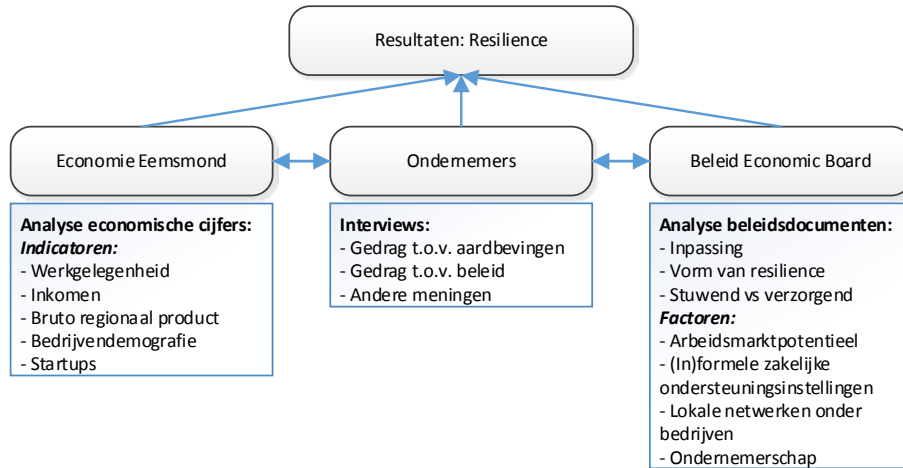 Resultaten: Resilience
Economie Eemsmond
Ondernemers
Beleid Economic Board
Analyse economische cijfers:
Indicatoren:
- Werkgelegenheid
- Inkomen
- Bruto regionaal product
- Bedrijvendemografie
- Startups
Interviews:
- Gedrag t.o.v. aardbevingen
- Gedrag t.o.v. beleid
- Andere meningen
Analyse beleidsdocumenten:
- Inpassing
- Vorm van resilience
- Stuwend vs verzorgend
Factoren:
- Arbeidsmarktpotentieel
- (In)formele zakelijke
ondersteuningsinstellingen
- Lokale netwerken onder
bedrijven
- Ondernemerschap